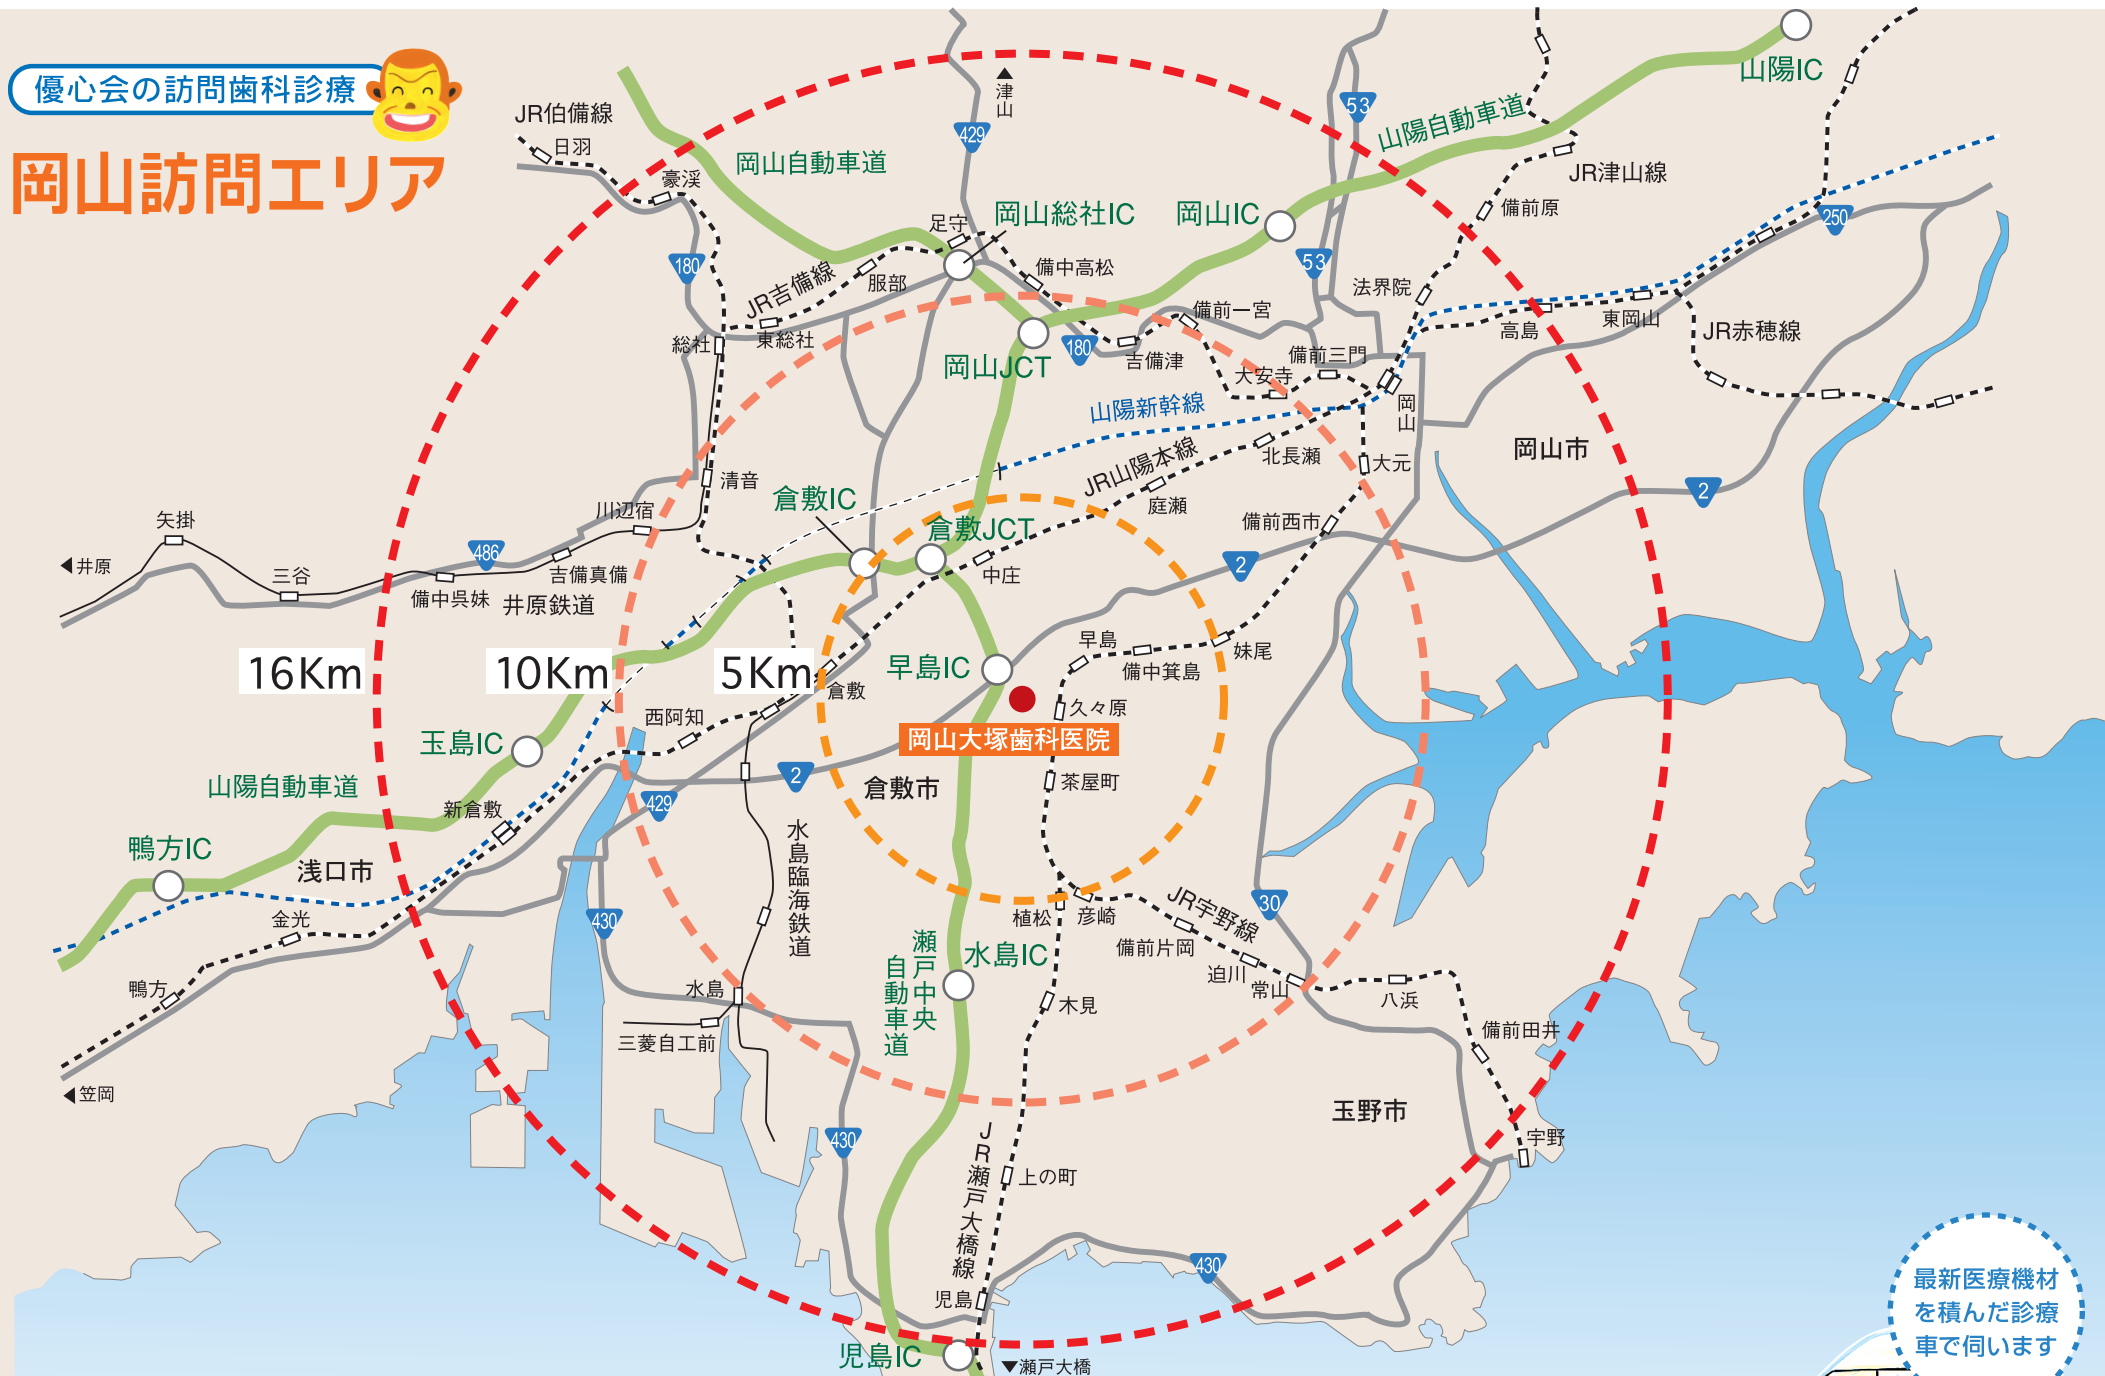 優心会の訪問歯科診療
岡山訪問エリア
JR伯備線
日羽
豪渓
岡山自動車道
429
津山
53
山陽自動車道
山陽IC
JR津山線
備前原
250
足守
岡山総社IC
岡山IC
180
JR吉備線
服部
備中高松
53
法界院
備前一宮
高島
東岡山
JR赤穂線
総社
東総社
岡山JCT
180
吉備津
備前三門
大安寺
山陽新幹線
岡山
岡山市
JR山陽本線
北長瀬
大元
清音
倉敷IC
庭瀬
2
川辺宿
矢掛
倉敷JCT
備前西市
486
井原
三谷
吉備真備
中庄
2
備中呉妹
井原鉄道
早島
16Km
10Km
5Km
早島IC
備中箕島
妹尾
倉敷
西阿知
久々原
玉島IC
岡山大塚歯科医院
山陽自動車道
2
倉敷市
茶屋町
新倉敷
429
鴨方IC
浅口市
水島臨海鉄道
金光
430
植松
彦崎
JR宇野線
30
瀬戸中央
自動車道
水島IC
備前片岡
迫川
常山
鴨方
水島
木見
八浜
三菱自工前
備前田井
笠岡
玉野市
430
JR瀬戸大橋線
宇野
上の町
430
児島
児島IC
瀬戸大橋
最新医療機材
を積んだ診療
車で伺います